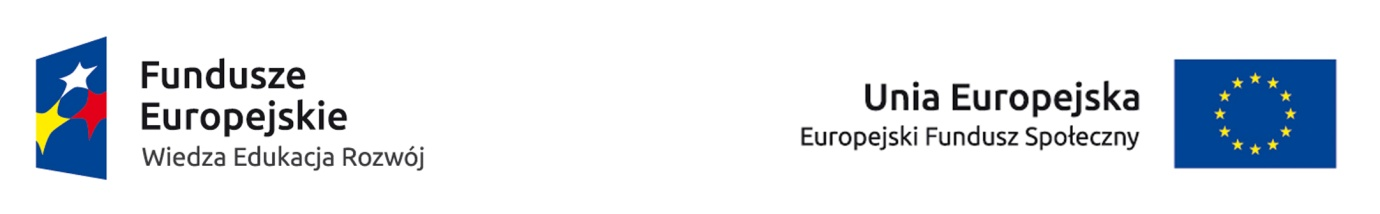 Fundusze
Europejskie
Wiedza Edukacja Rozwój
Unia Europejska
Europejski Fundusz Społeczny